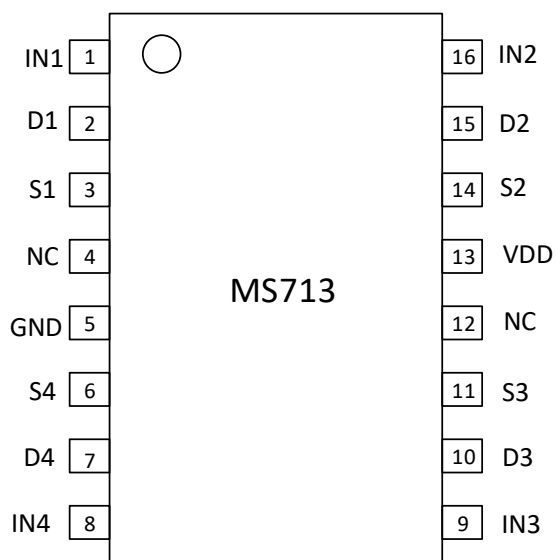 IN1 1 16 IN2
D1 2 15 D2
S1 3 14 S2
NC 4 13 VDD
MS713
GND 5 12 NC
S4 6 11 S3
D4 7 10 D3
IN4 8 9 IN3